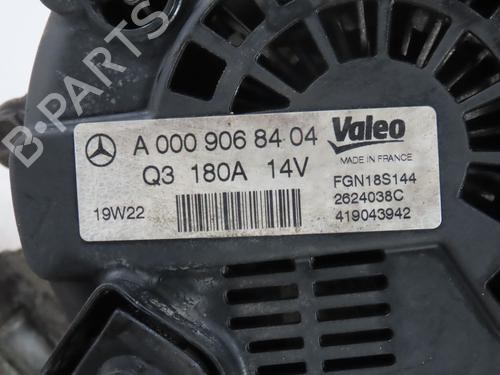 B-PARTS
A 000 906 84 04
Valeo
MADE IN FRANCE
Q3 180A 14V
FGN18S144
2624038C
19W22
419043942